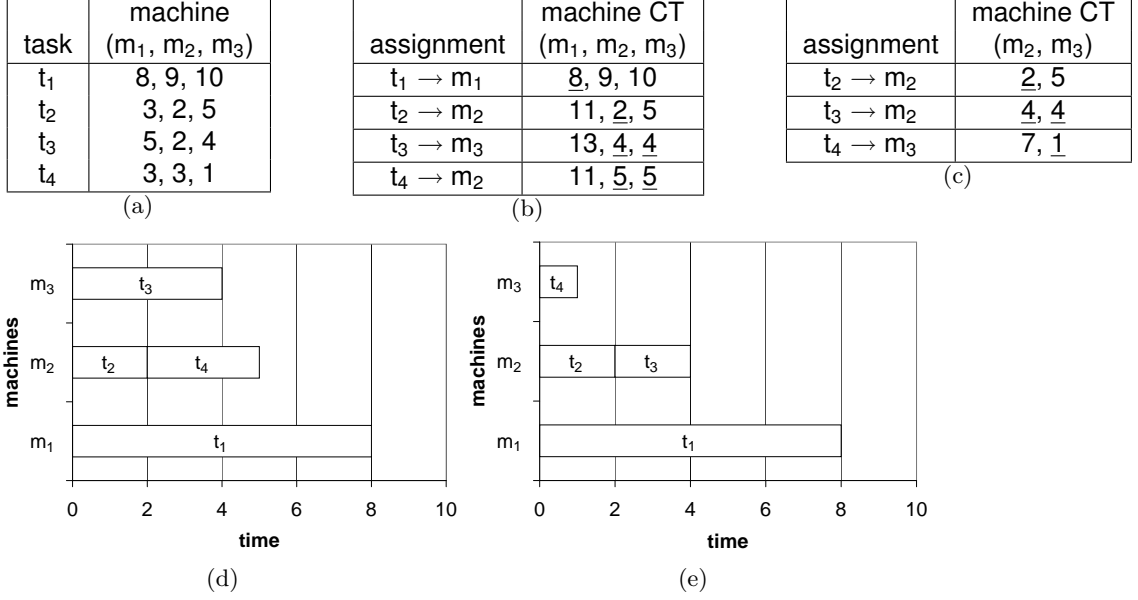 machine
task (m₁, m₂, m₃)
t₁ 8, 9, 10
t₂ 3, 2, 5
t₃ 5, 2, 4
t₄ 3, 3, 1
(a)
machine CT
assignment (m₁, m₂, m₃)
t₁ → m₁ 8, 9, 10
t₂ → m₂ 11, 2, 5
t₃ → m₃ 13, 4, 4
t₄ → m₂ 11, 5, 5
(b)
machine CT
assignment (m₂, m₃)
t₂ → m₂ 2, 5
t₃ → m₂ 4, 4
t₄ → m₃ 7, 1
(c)
machines
m₃ t₃
m₂ t₂ t₄
m₁ t₁
0 2 4 6 8 10
time
(d)
machines
m₃ t₄
m₂ t₂ t₃
m₁ t₁
0 2 4 6 8 10
time
(e)